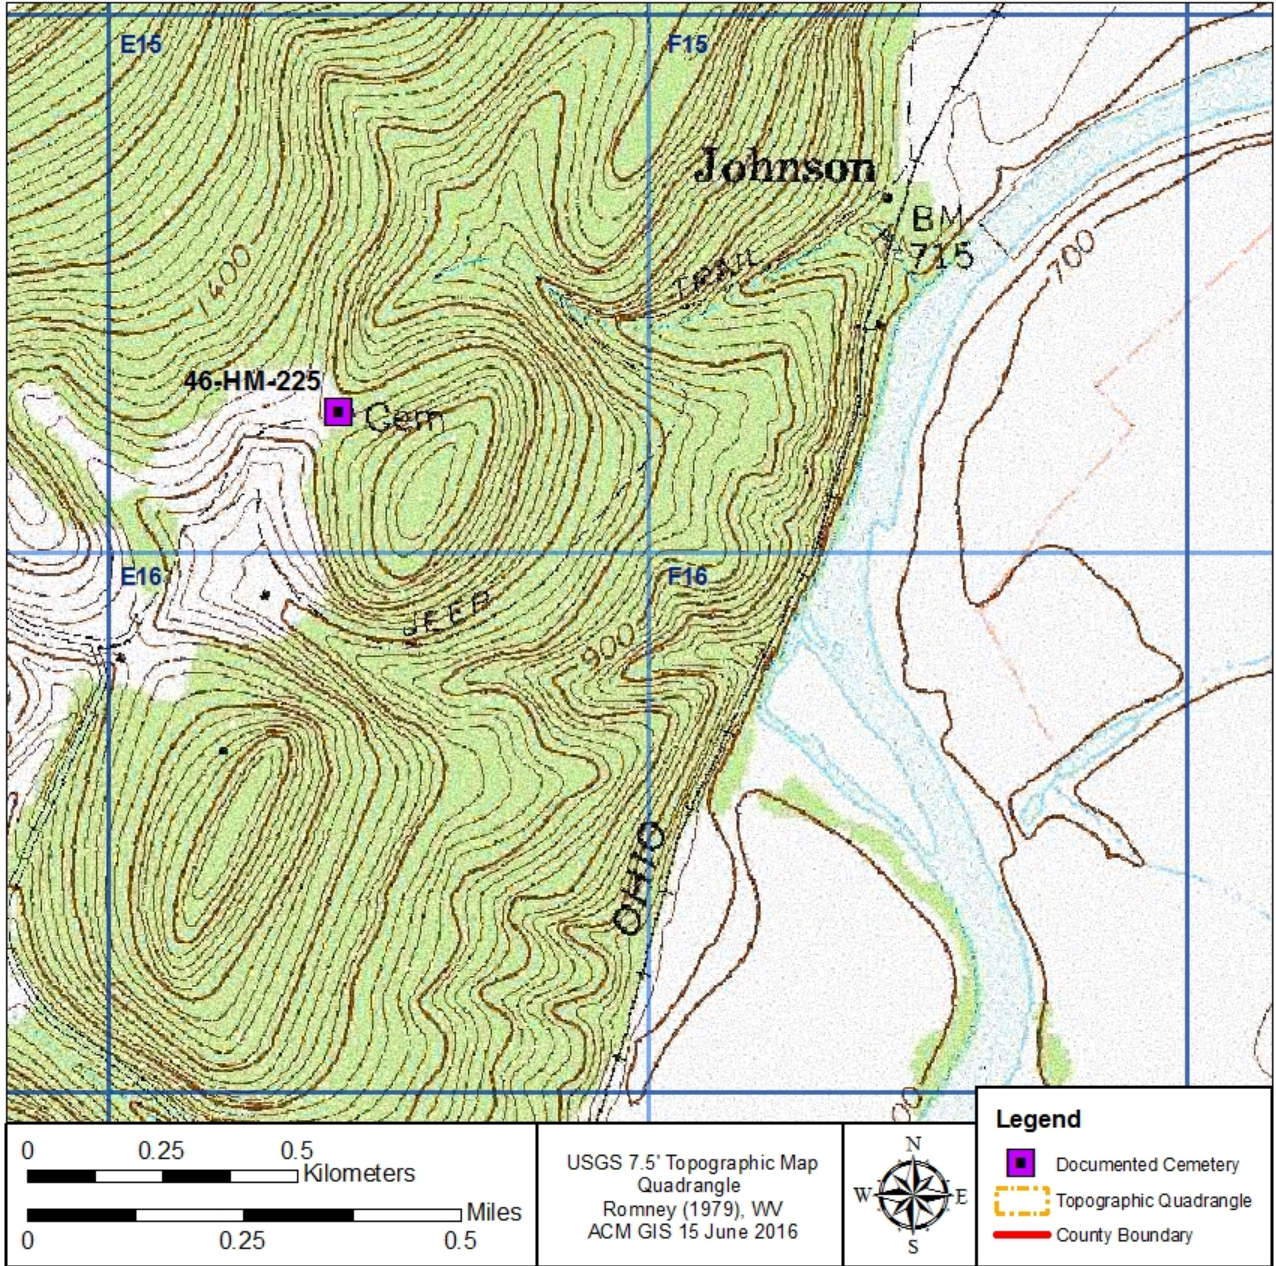 E15
F15
Johnson
BM
715
TRAIL
700
1400
46-HM-225
Cem
E16
F16
JEEP
900
OHIO
00
0 0.25 0.5
Kilometers
Miles
0 0.25 0.5
USGS 7.5' Topographic Map
Quadrangle
Romney (1979), WV
ACM GIS 15 June 2016
N
W E
S
Legend
Documented Cemetery
Topographic Quadrangle
County Boundary